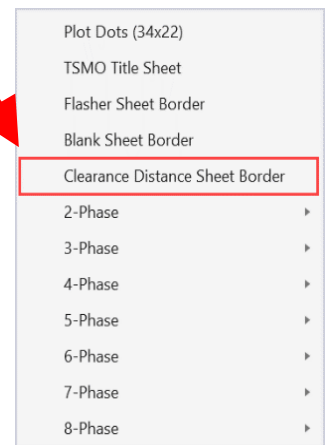 Plot Dots (34x22)
TSMO Title Sheet
Flasher Sheet Border
Blank Sheet Border
Clearance Distance Sheet Border
2-Phase
3-Phase
4-Phase
5-Phase
6-Phase
7-Phase
8-Phase